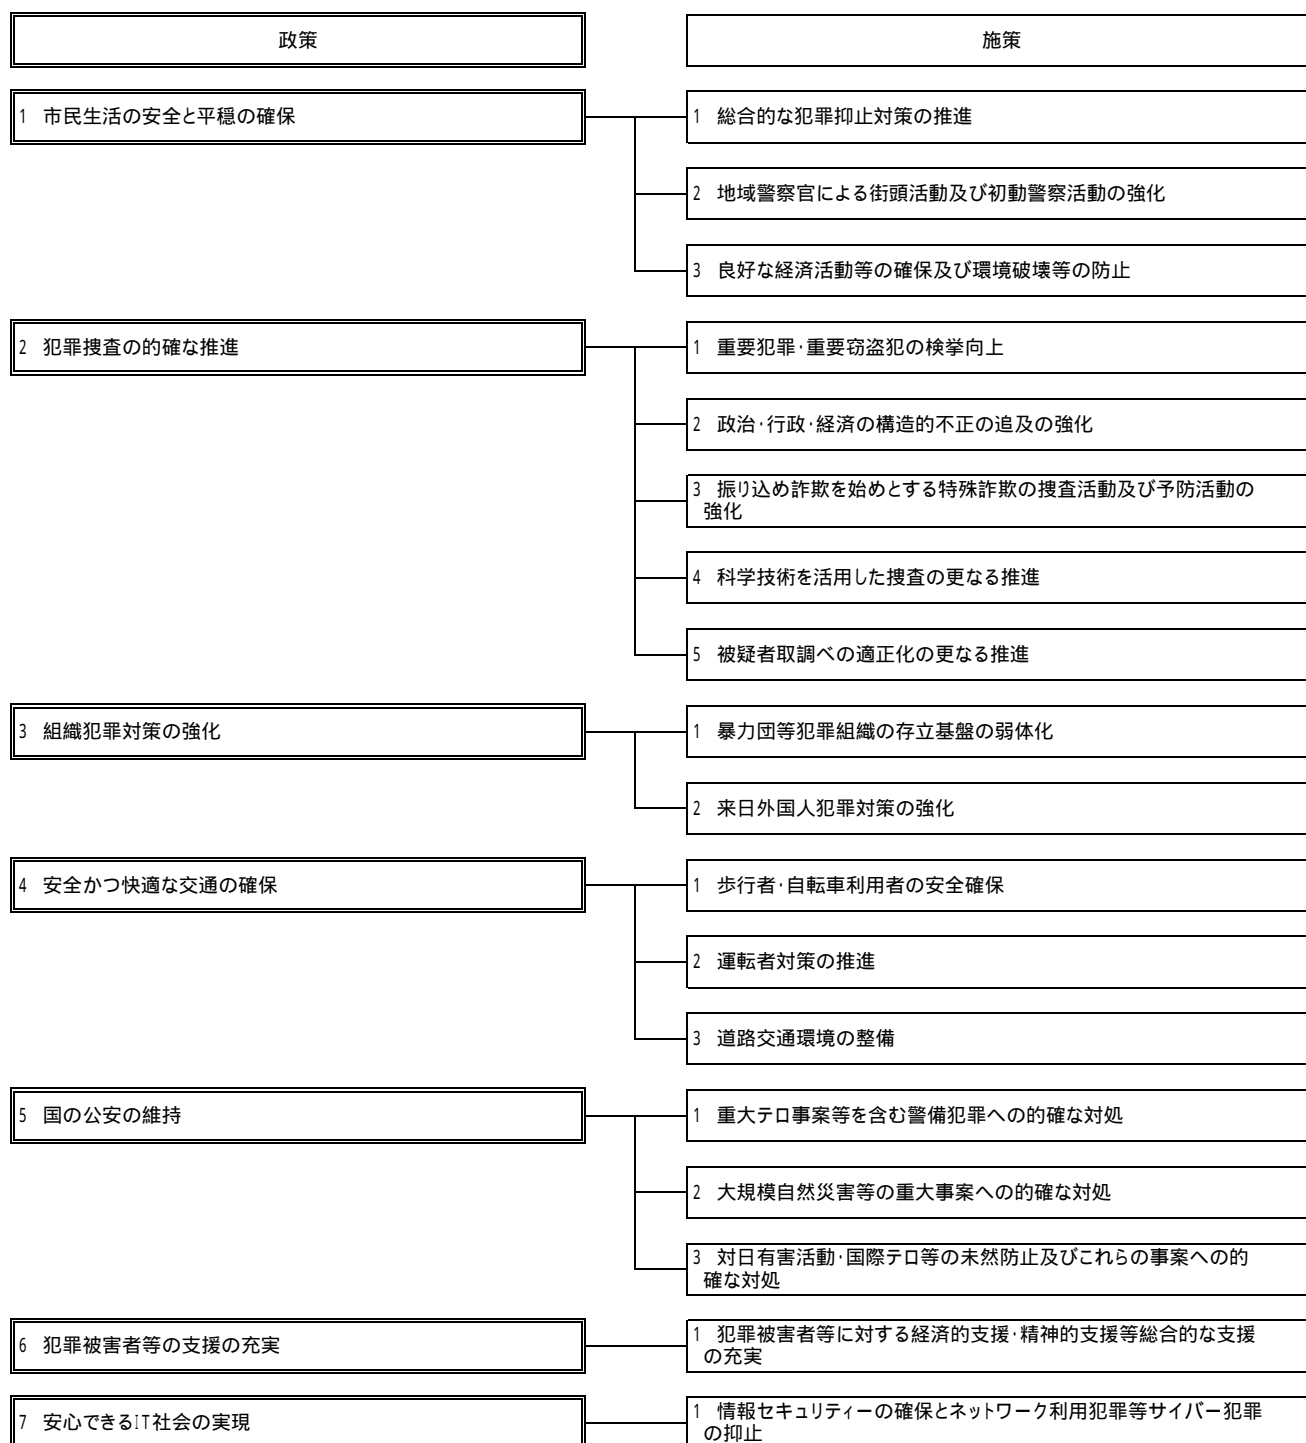 政策
施策
1 市民生活の安全と平穏の確保
1 総合的な犯罪抑止対策の推進
2 地域警察官による街頭活動及び初動警察活動の強化
3 良好な経済活動等の確保及び環境破壊等の防止
2 犯罪捜査の的確な推進
1 重要犯罪・重要窃盗犯の検挙向上
2 政治・行政・経済の構造的不正の追及の強化
3 振り込め詐欺を始めとする特殊詐欺の捜査活動及び予防活動の
強化
4 科学技術を活用した捜査の更なる推進
5 被疑者取調べの適正化の更なる推進
3 組織犯罪対策の強化
1 暴力団等犯罪組織の存立基盤の弱体化
2 来日外国人犯罪対策の強化
4 安全かつ快適な交通の確保
1 歩行者・自転車利用者の安全確保
2 運転者対策の推進
3 道路交通環境の整備
5 国の公安の維持
1 重大テロ事案等を含む警備犯罪への的確な対処
2 大規模自然災害等の重大事案への的確な対処
3 対日有害活動・国際テロ等の未然防止及びこれらの事案への的
確な対処
6 犯罪被害者等の支援の充実
1 犯罪被害者等に対する経済的支援・精神的支援等総合的な支援
の充実
7 安心できるIT社会の実現
1 情報セキュリティーの確保とネットワーク利用犯罪等サイバー犯罪
の抑止